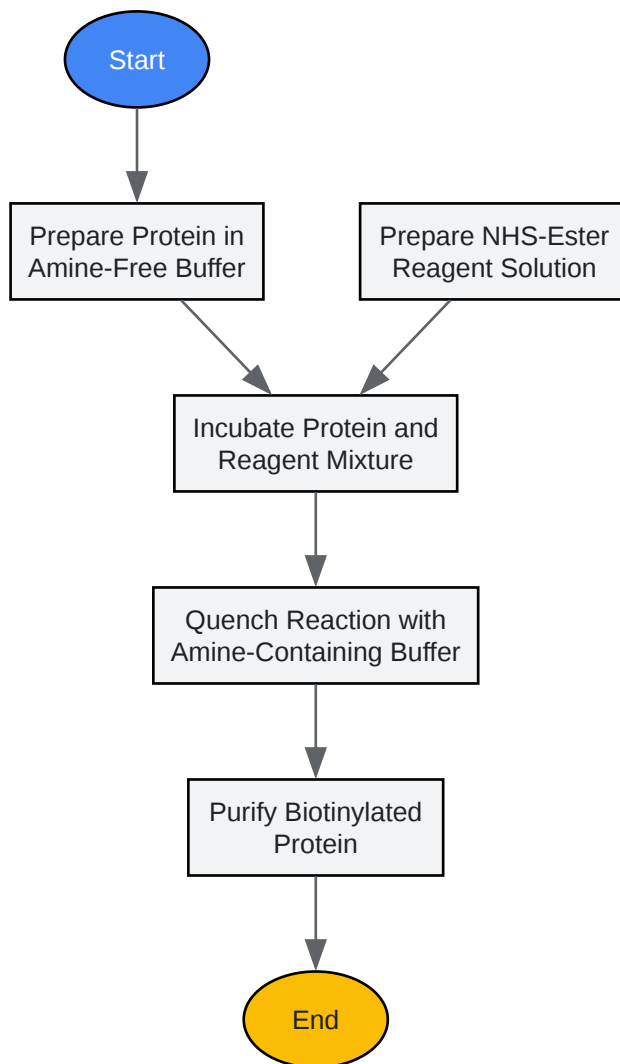 Start
Prepare Protein in
Amine-Free Buffer
Prepare NHS-Ester
Reagent Solution
Incubate Protein and
Reagent Mixture
Quench Reaction with
Amine-Containing Buffer
Purify Biotinylated
Protein
End